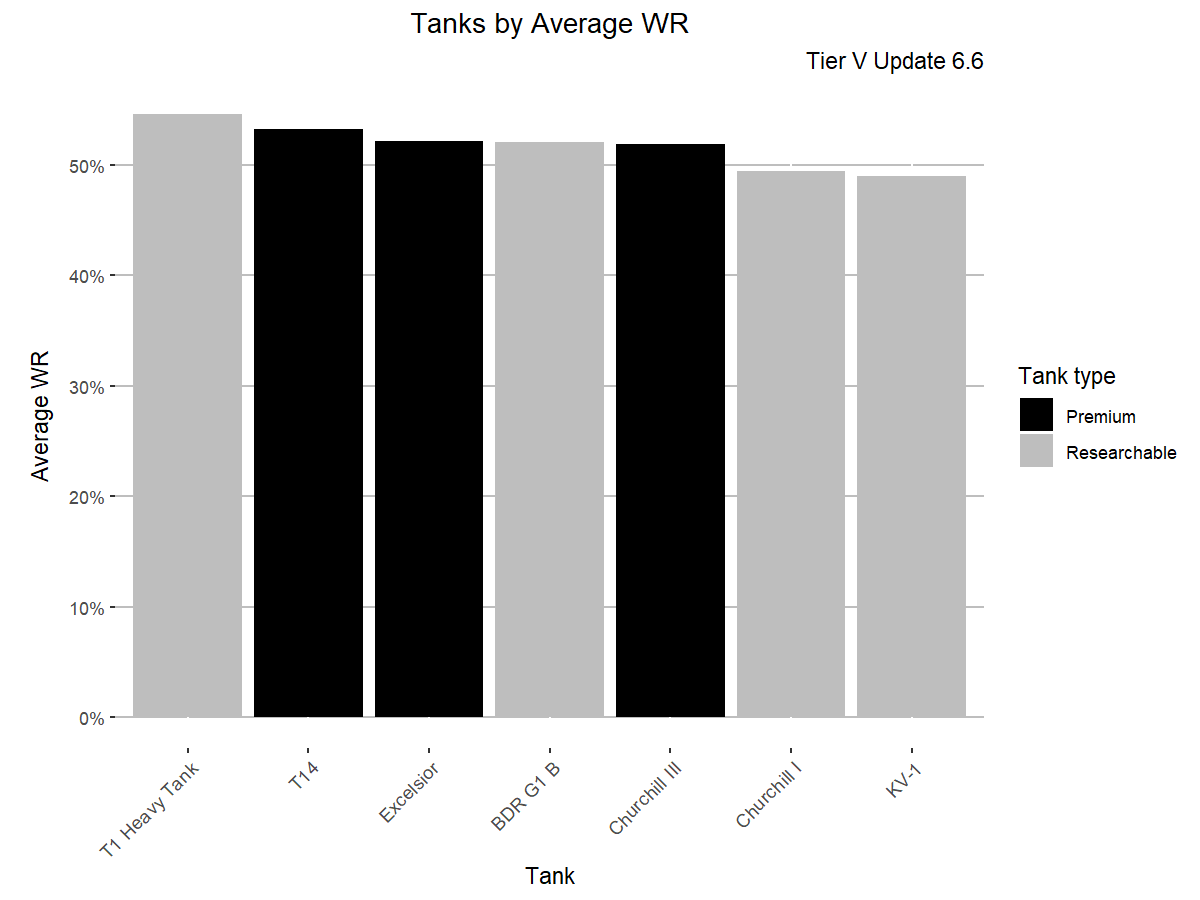 Tanks by Average WR
Tier V Update 6.6
Average WR
50%
40%
30%
20%
10%
0%
T1 Heavy Tank
T14
Excelsior
BDR G1 B
Churchill III
Churchill I
KV-1
Tank
Tank type
Premium
Researchable